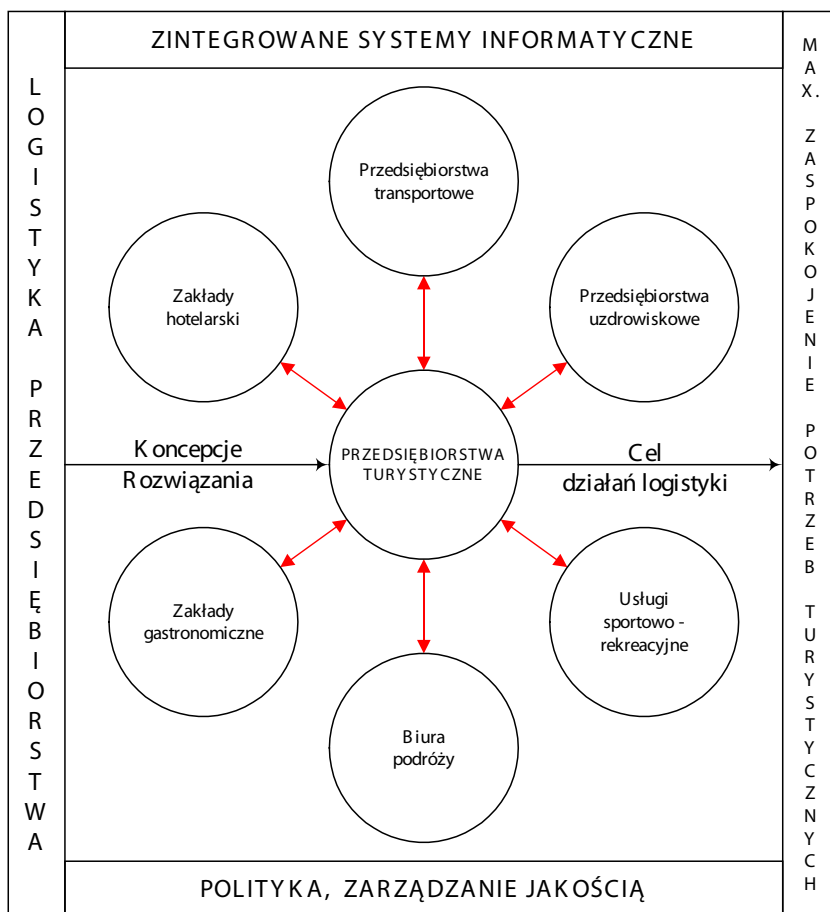 ZINTEGROWANE SYSTEMY INFORMATYCZNE
LOGISTYKA PRZEDSIĘBIORSTWA
MAX. ZASPOKOJENIE POTRZEB TURYSTYCZNYCH
Przedsiębiorstwa
transportowe
Zakłady
hotelarski
Przedsiębiorstwa
uzdrowiskowe
Koncepcje
Rozwiązania
PRZEDSIĘBIORSTWA
TURYSTYCZNE
Cel
działań logistyki
Zakłady
gastronomiczne
Usługi
sportowo -
rekreacyjne
Biura
podróży
POLITYKA, ZARZĄDZANIE JAKOŚCIĄ